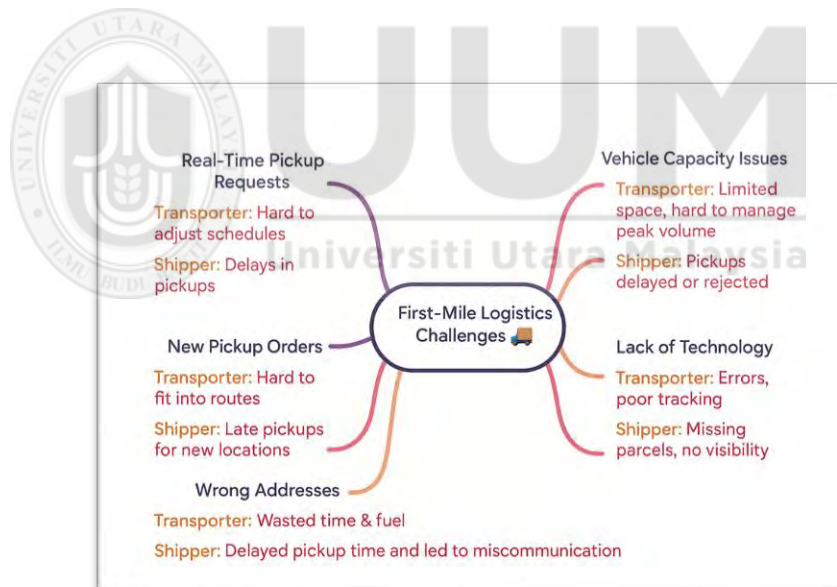 UUM
Universiti Utara Malaysia
UNIVERSITI UTARA MALAYSIA
ILMU BUDI
Real-Time Pickup
Requests
Transporter: Hard to
adjust schedules
Shipper: Delays in
pickups
New Pickup Orders
Transporter: Hard to
fit into routes
Shipper: Late pickups
for new locations
Wrong Addresses
Transporter: Wasted time & fuel
Shipper: Delayed pickup time and led to miscommunication
First-Mile Logistics
Challenges 🚚
Vehicle Capacity Issues
Transporter: Limited
space, hard to manage
peak volume
Shipper: Pickups
delayed or rejected
Lack of Technology
Transporter: Errors,
poor tracking
Shipper: Missing
parcels, no visibility